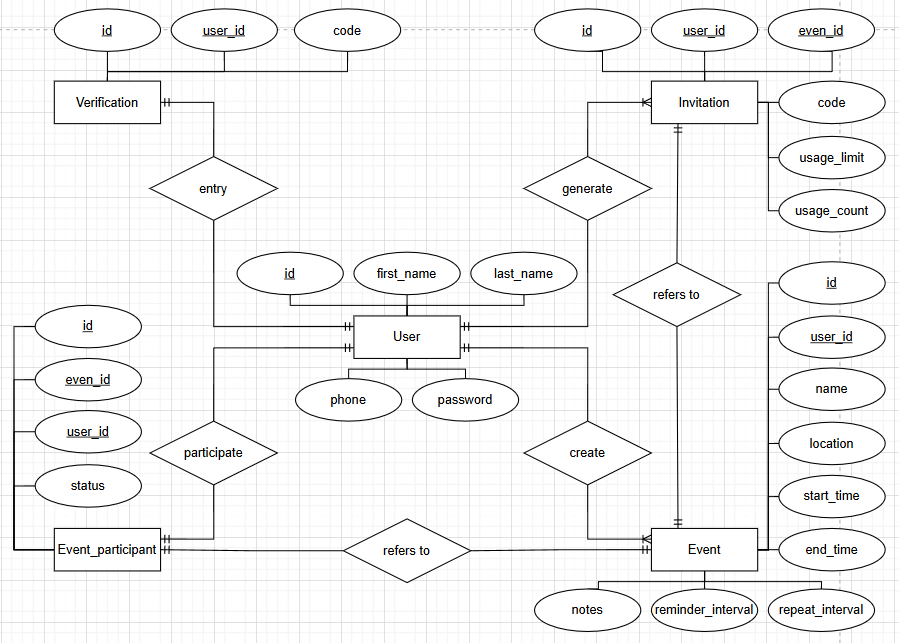 id
user_id
code
id
user_id
even_id
Verification
Invitation
code
usage_limit
usage_count
entry
generate
refers to
id
first_name
last_name
id
user_id
name
location
start_time
end_time
User
phone
password
id
even_id
user_id
status
participate
create
Event_participant
refers to
Event
notes
reminder_interval
repeat_interval